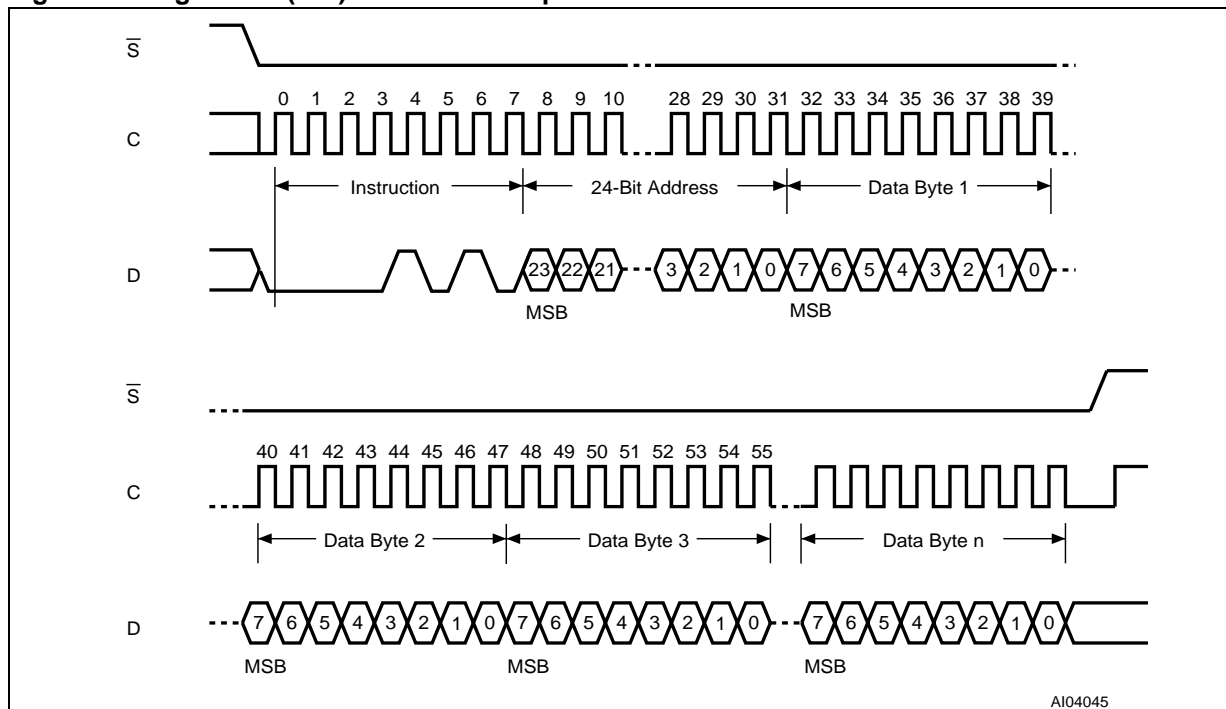 S
0 1 2 3 4 5 6 7 8 9 10 28 29 30 31 32 33 34 35 36 37 38 39
C
Instruction 24-Bit Address Data Byte 1
D 23 22 21 3 2 1 0 7 6 5 4 3 2 1 0
MSB MSB
S
40 41 42 43 44 45 46 47 48 49 50 51 52 53 54 55
C
Data Byte 2 Data Byte 3 Data Byte n
D 7 6 5 4 3 2 1 0 7 6 5 4 3 2 1 0 7 6 5 4 3 2 1 0
MSB MSB MSB
AI04045